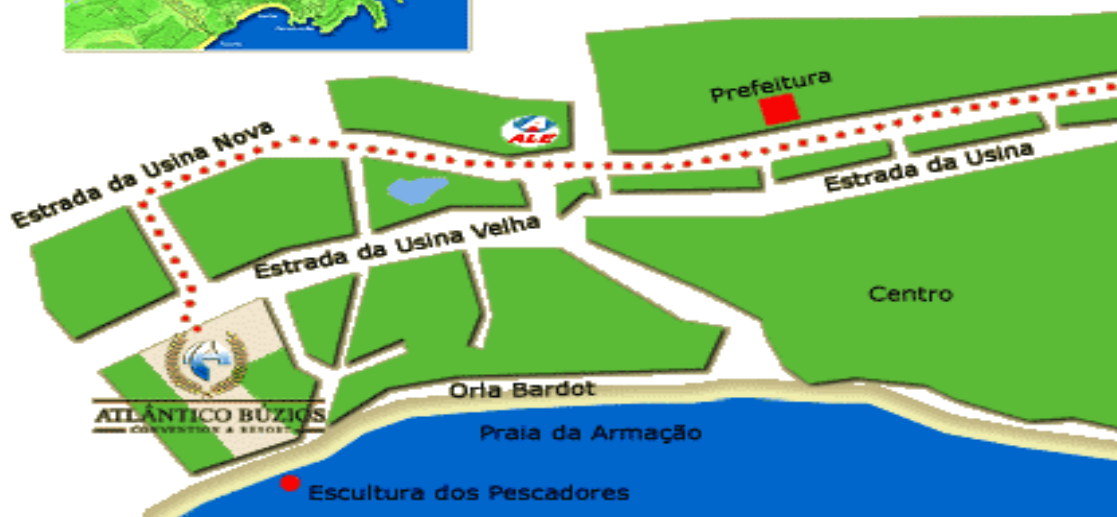 Prefeitura
ALE
Estrada da Usina Nova
Estrada da Usina
Estrada da Usina Velha
Centro
Orla Bardot
ATLÂNTICO BÚZIOS
CONVENTION & RESORT
Praia da Armação
Escultura dos Pescadores